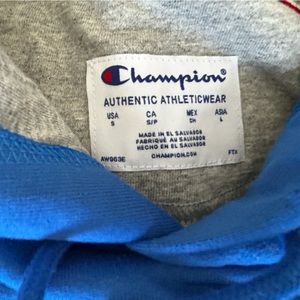 Champion
AUTHENTIC ATHLETICWEAR
USA CA MEX ASIA
S S/P CH L
MADE IN EL SALVADOR
FABRIQUÉ AU SALVADOR
HECHO EN EL SALVADOR
CHAMPION.COM FTX